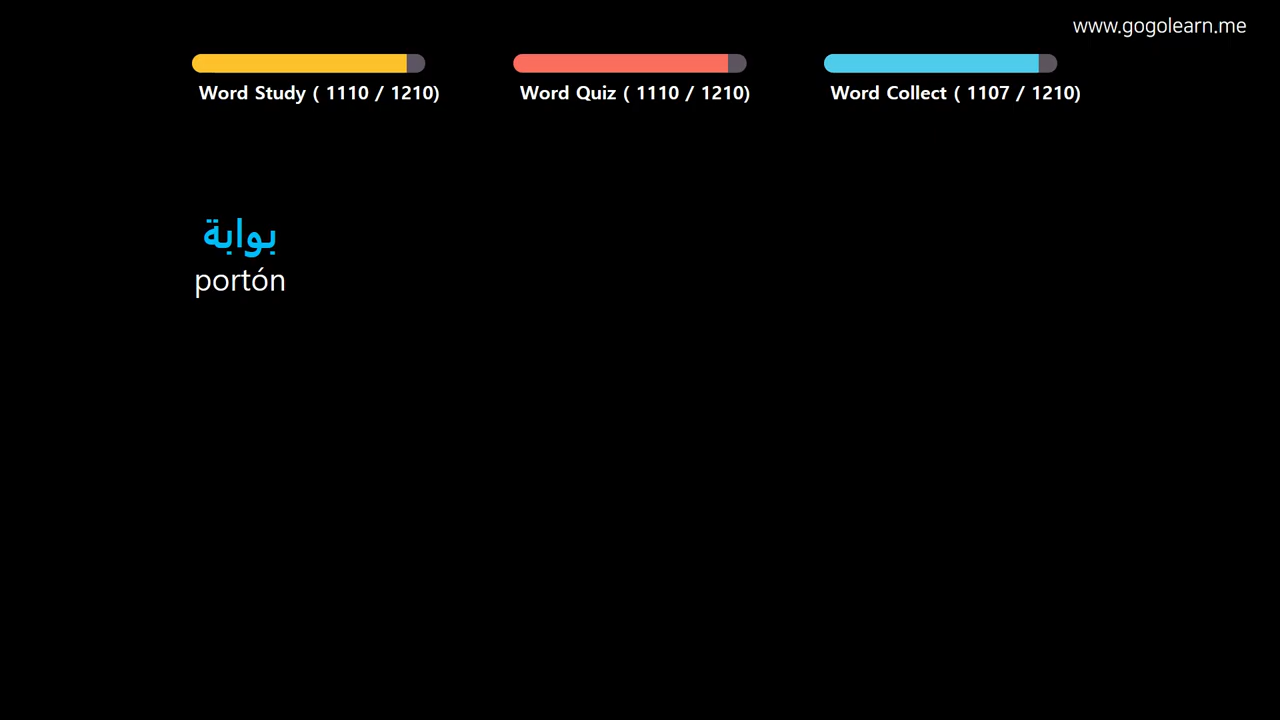 www.gogolearn.me
Word Study ( 1110 / 1210)
Word Quiz ( 1110 / 1210)
Word Collect ( 1107 / 1210)
بوابة
portón